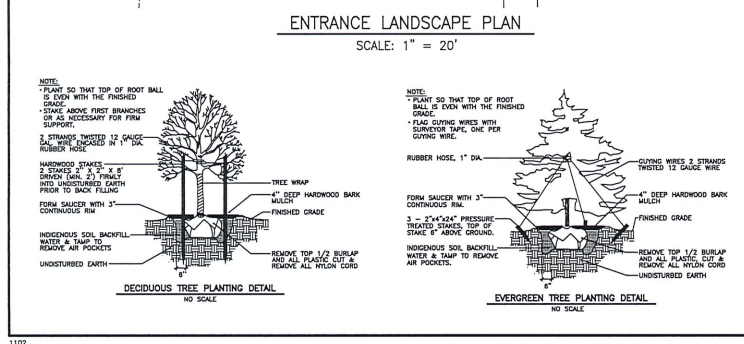 ENTRANCE LANDSCAPE PLAN
SCALE: 1" = 20'
NOTE:
• PLANT SO THAT TOP OF ROOT BALL
IS EVEN WITH THE FINISHED
GRADE.
• STAKE ABOVE FIRST BRANCHES
OR AS NECESSARY FOR FIRM
SUPPORT.
2 STRANDS TWISTED 12 GAUGE
GAL. WIRE ENCASED IN 1" DIA.
RUBBER HOSE
HARDWOOD STAKES
2 STAKES 2" X 2" X 8'
DRIVEN (MIN. 2') FIRMLY
INTO UNDISTURBED EARTH
PRIOR TO BACK FILLING
FORM SAUCER WITH 3"
CONTINUOUS RIM
INDIGENOUS SOIL BACKFILL
WATER & TAMP TO
REMOVE AIR POCKETS
UNDISTURBED EARTH
6"
TREE WRAP
4" DEEP HARDWOOD BARK
MULCH
FINISHED GRADE
REMOVE TOP 1/2 BURLAP
AND ALL PLASTIC, CUT &
REMOVE ALL NYLON CORD
DECIDUOUS TREE PLANTING DETAIL
NO SCALE
NOTE:
• PLANT SO THAT TOP OF ROOT
BALL IS EVEN WITH THE FINISHED
GRADE.
• FLAG GUYING WIRES WITH
SURVEYOR TAPE, ONE PER
GUYING WIRE.
RUBBER HOSE, 1" DIA.
FORM SAUCER WITH 3"
CONTINUOUS RIM.
3 - 2"x4"x24" PRESSURE
TREATED STAKES, TOP OF
STAKE 6" ABOVE GROUND.
INDIGENOUS SOIL BACKFILL
WATER & TAMP TO REMOVE
AIR POCKETS.
GUYING WIRES 2 STRANDS
TWISTED 12 GAUGE WIRE
4" DEEP HARDWOOD BARK
MULCH
FINISHED GRADE
REMOVE TOP 1/2 BURLAP
AND ALL PLASTIC, CUT &
REMOVE ALL NYLON CORD
UNDISTURBED EARTH
6"
EVERGREEN TREE PLANTING DETAIL
NO SCALE